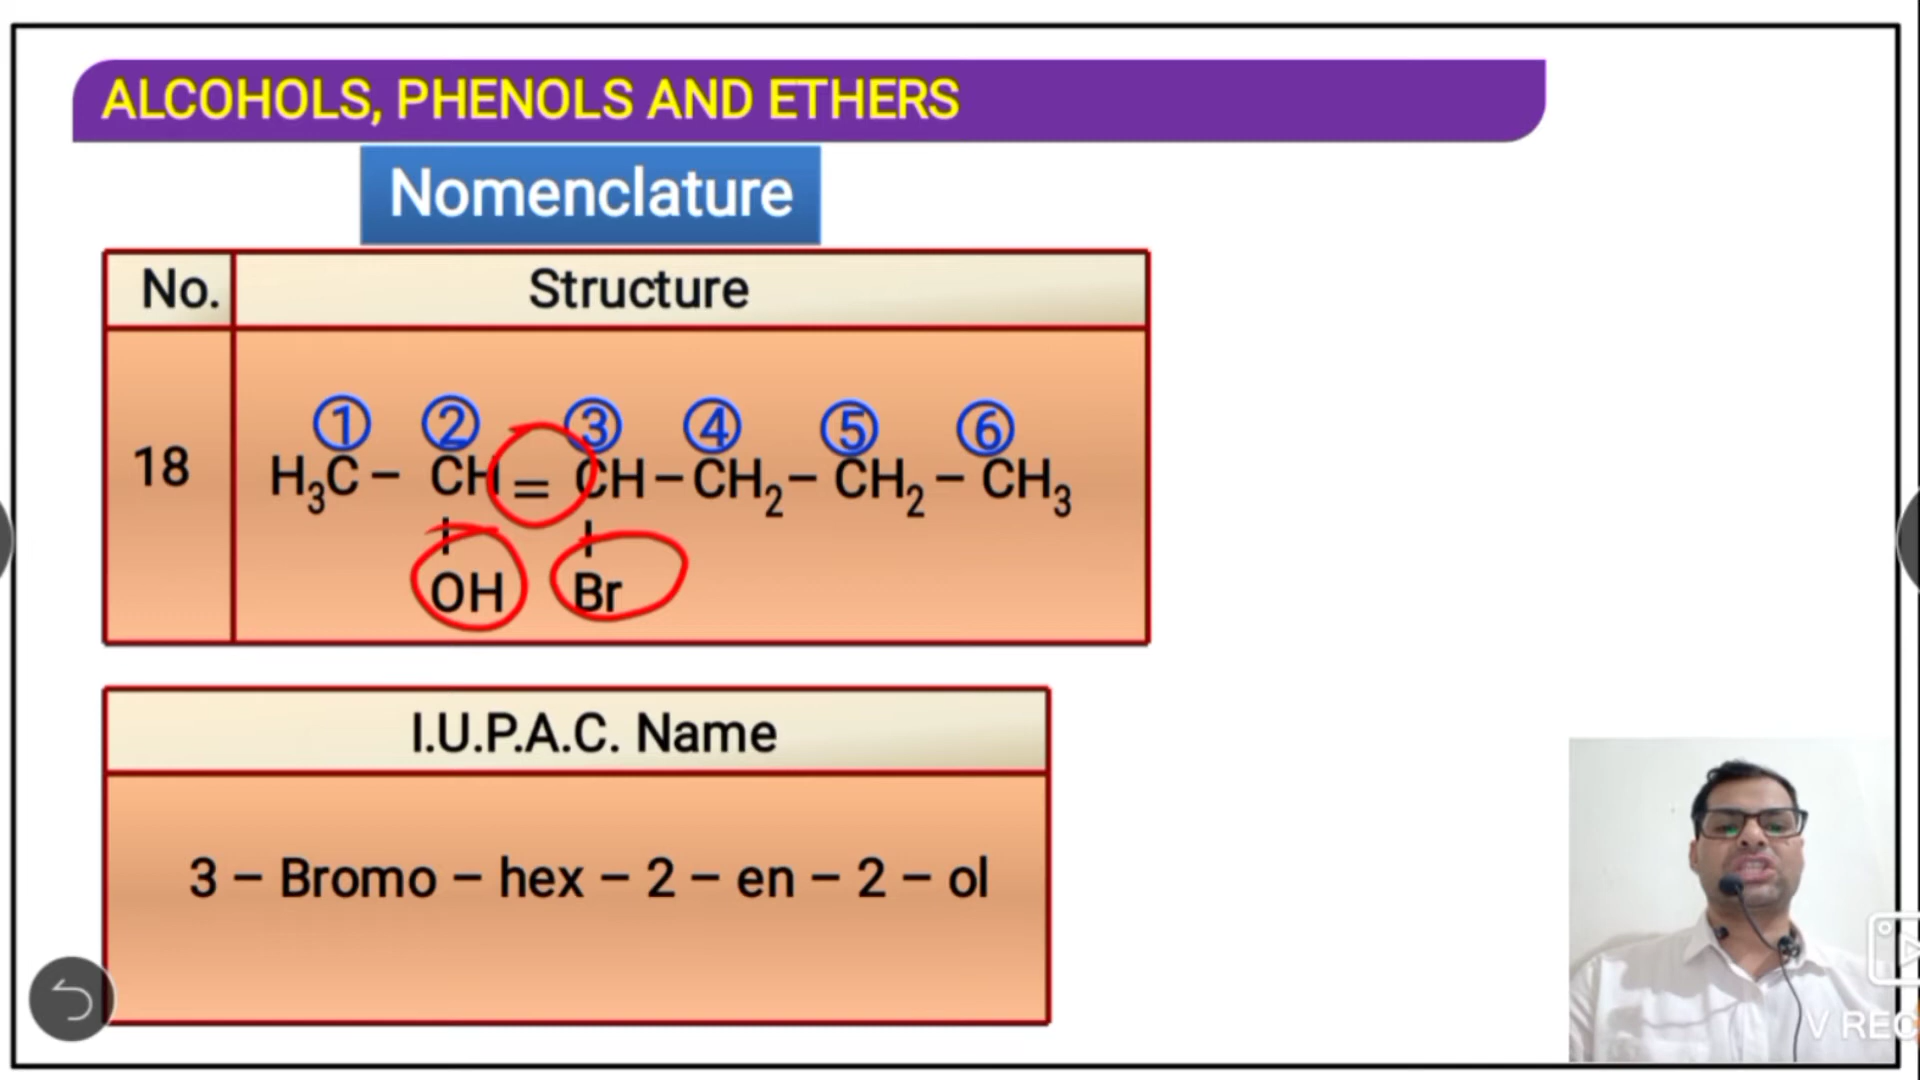 ALCOHOLS, PHENOLS AND ETHERS
Nomenclature
No. Structure
① ② ③ ④ ⑤ ⑥
18 H₃C – CH = CH – CH₂ – CH₂ – CH₃
OH Br
I.U.P.A.C. Name
3 – Bromo – hex – 2 – en – 2 – ol
V REC